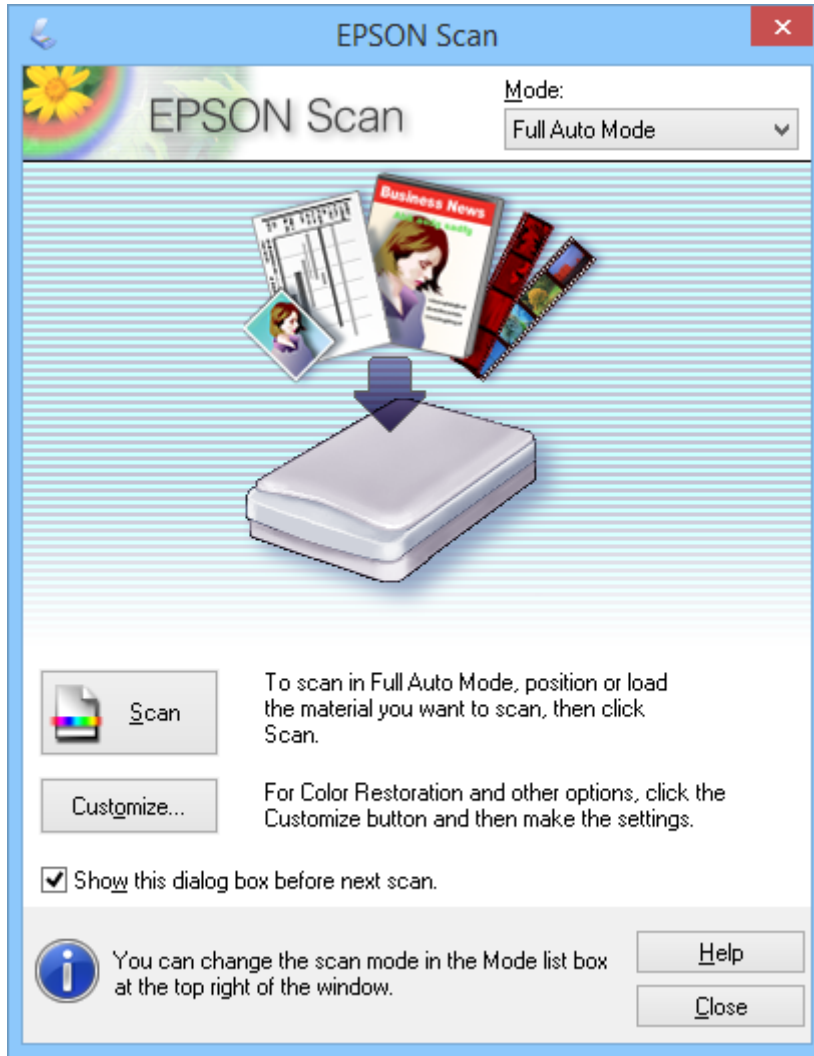 EPSON Scan
EPSON Scan
Mode:
Full Auto Mode
Business News
Scan
To scan in Full Auto Mode, position or load
the material you want to scan, then click
Scan.
Customize...
For Color Restoration and other options, click the
Customize button and then make the settings.
Show this dialog box before next scan.
You can change the scan mode in the Mode list box
at the top right of the window.
Help
Close